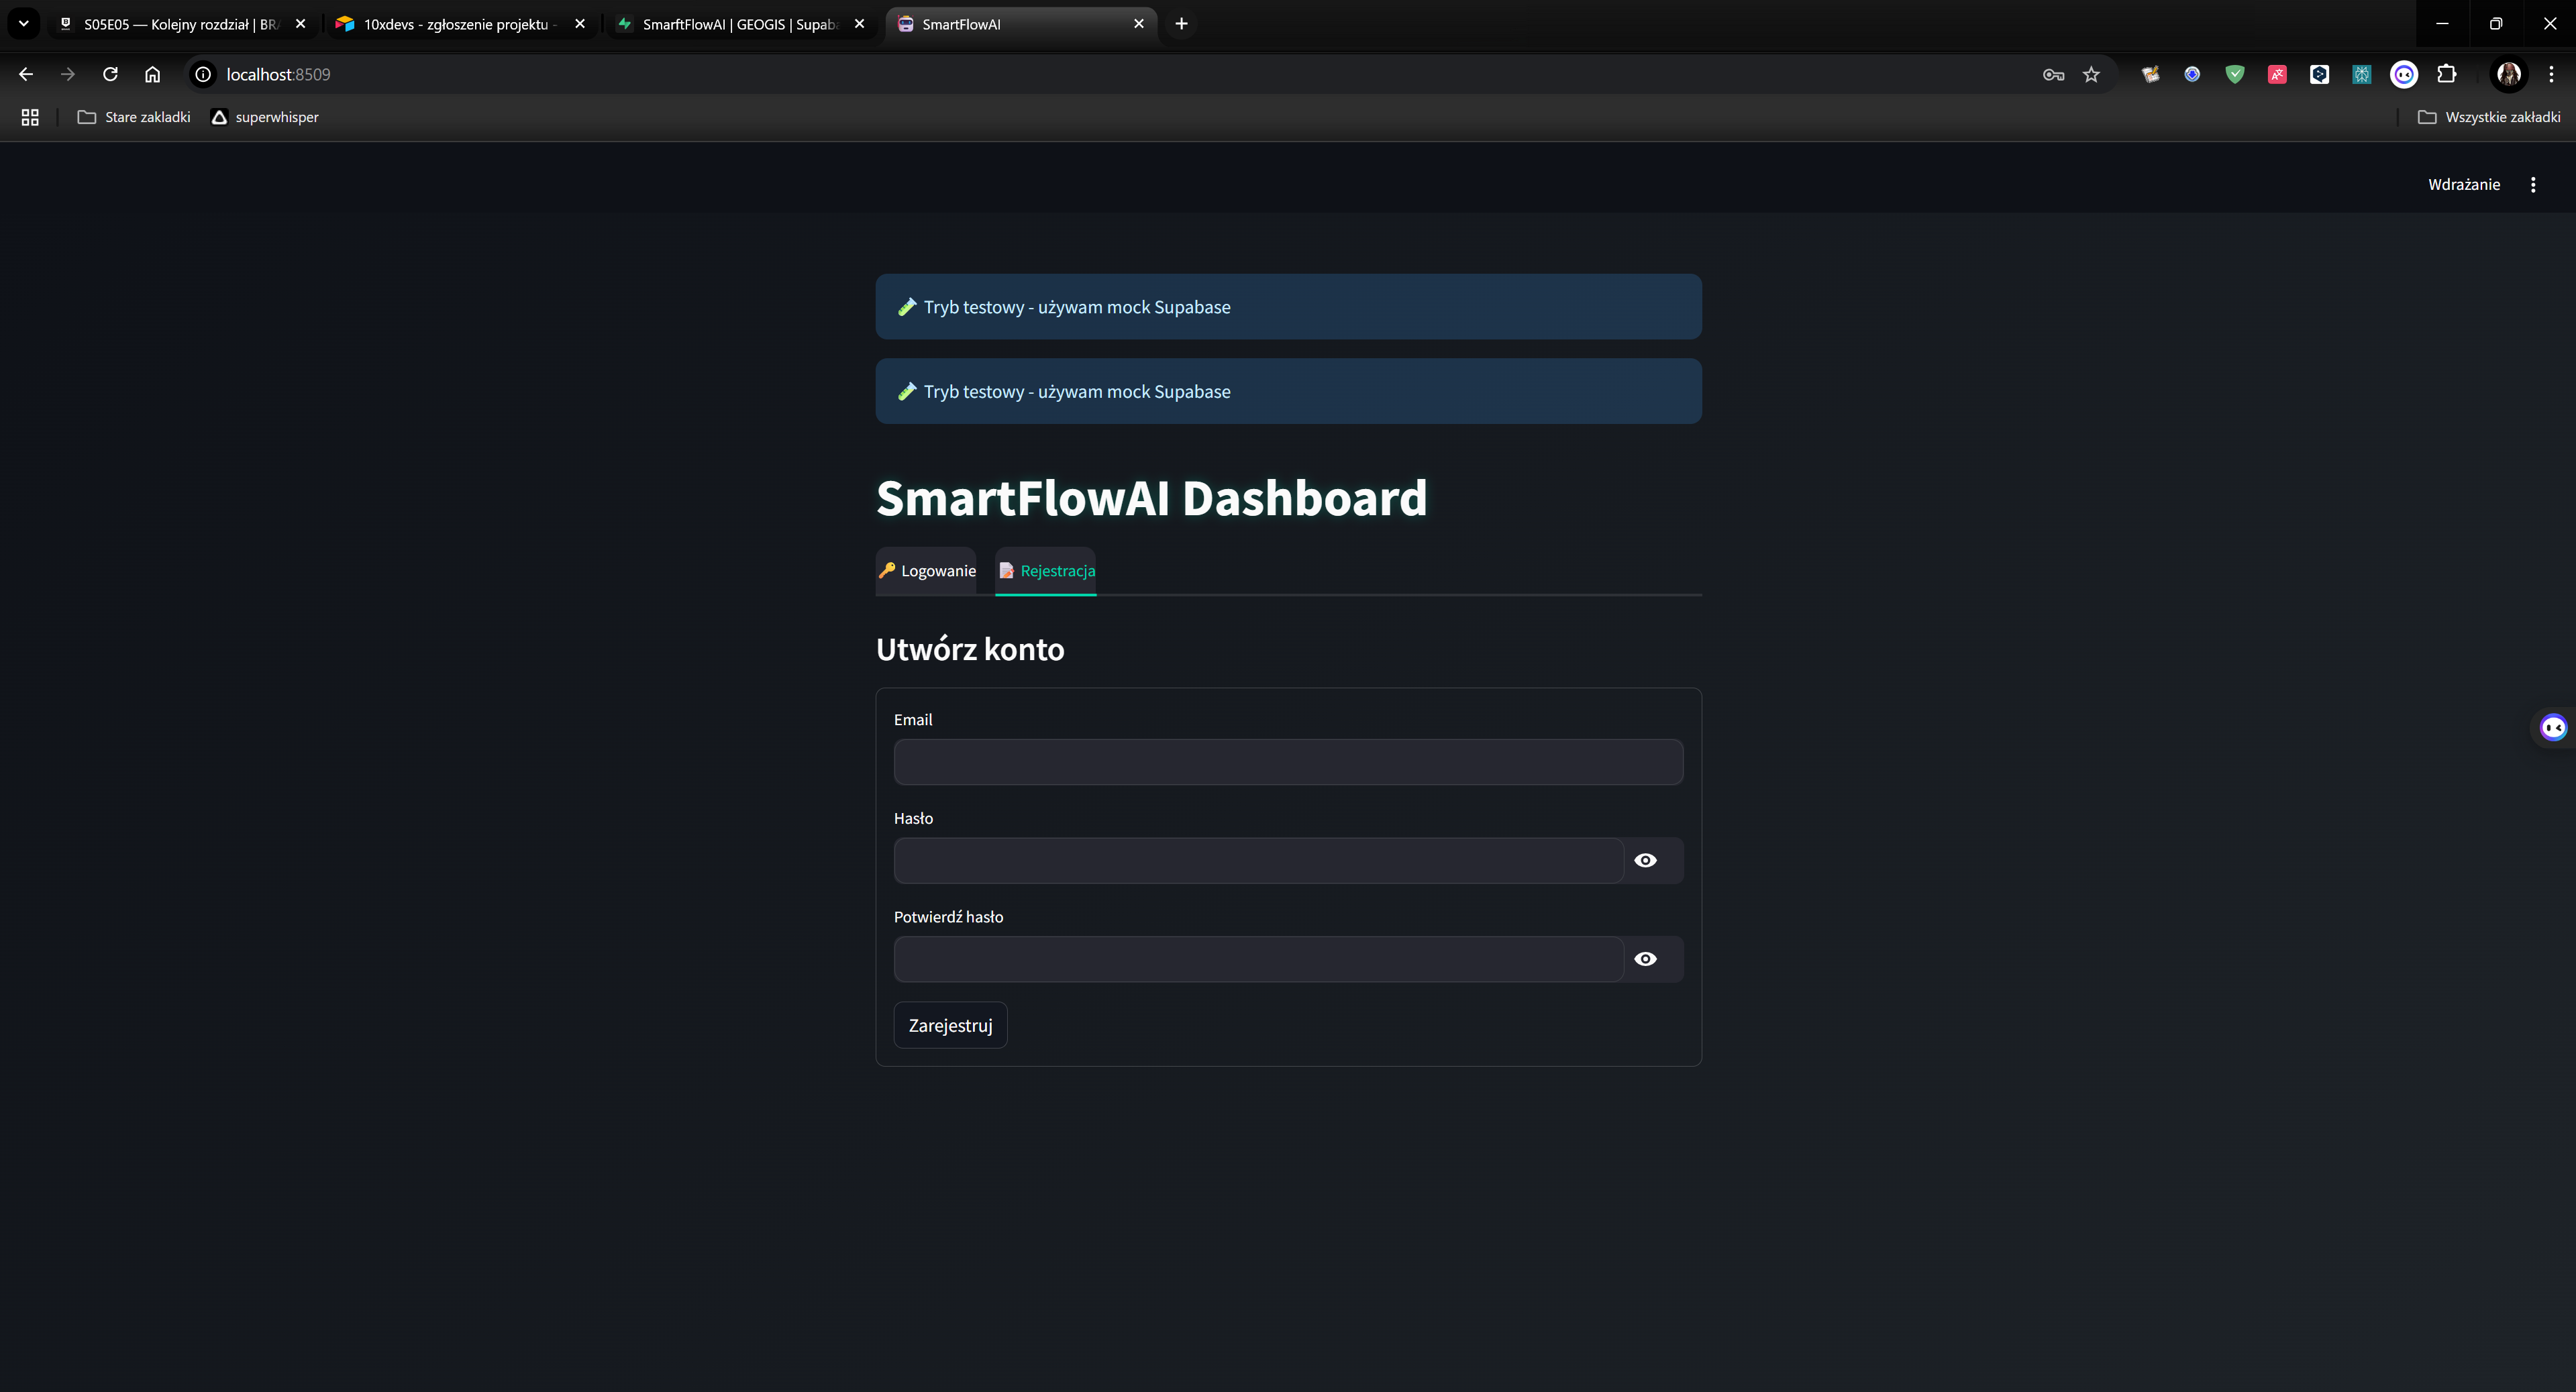 S05E05 — Kolejny rozdział | BRA
10xdevs - zgłoszenie projektu -
SmarftFlowAI | GEOGIS | Supaba
SmartFlowAI
localhost:8509
Stare zakladki
superwhisper
Wszystkie zakładki
Wdrażanie
Tryb testowy - używam mock Supabase
Tryb testowy - używam mock Supabase
SmartFlowAI Dashboard
Logowanie
Rejestracja
Utwórz konto
Email
Hasło
Potwierdź hasło
Zarejestruj